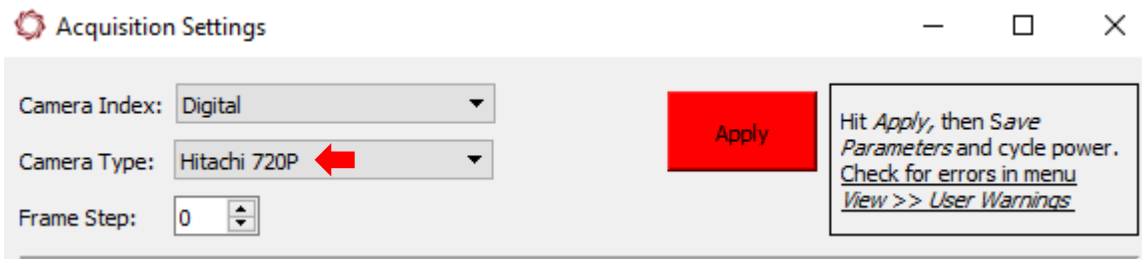 Acquisition Settings
Camera Index: Digital
Camera Type: Hitachi 720P
Frame Step: 0
Apply
Hit Apply, then Save
Parameters and cycle power.
Check for errors in menu
View >> User Warnings